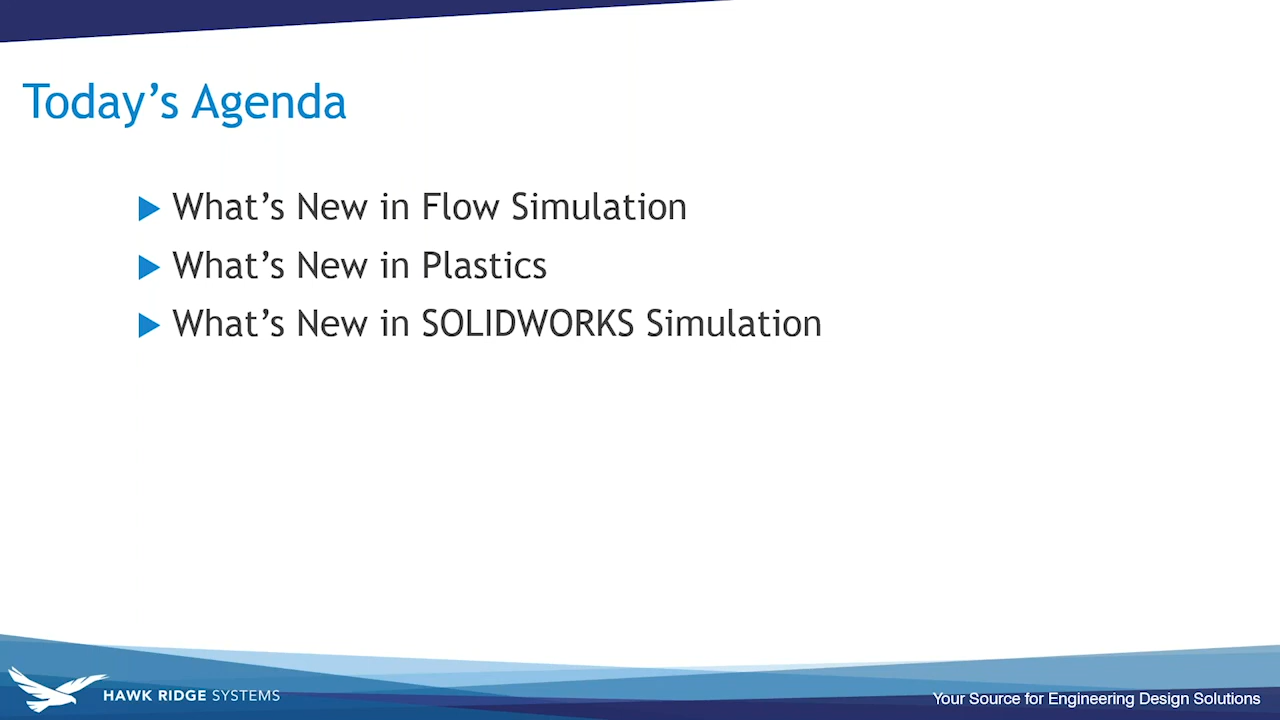 Today’s Agenda
What’s New in Flow Simulation
What’s New in Plastics
What’s New in SOLIDWORKS Simulation
HAWK RIDGE SYSTEMS
Your Source for Engineering Design Solutions